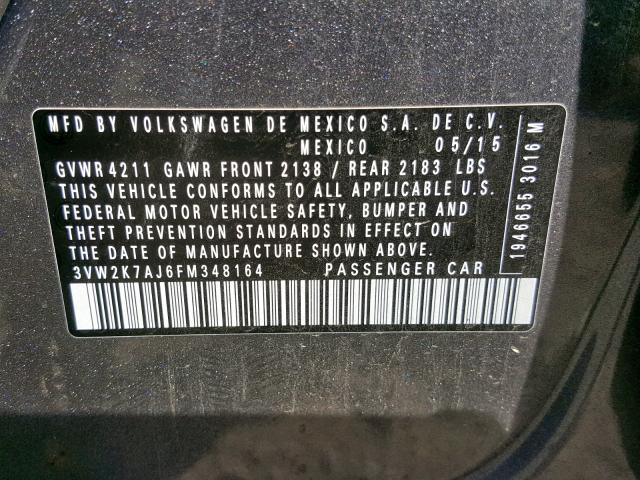 MFD BY VOLKSWAGEN DE MEXICO S.A. DE C.V.
MEXICO 05/15
GVWR 4211 GAWR FRONT 2138 / REAR 2183 LBS
THIS VEHICLE CONFORMS TO ALL APPLICABLE U.S.
FEDERAL MOTOR VEHICLE SAFETY, BUMPER AND
THEFT PREVENTION STANDARDS IN EFFECT ON
THE DATE OF MANUFACTURE SHOWN ABOVE.
3VW2K7AJ6FM348164 PASSENGER CAR
1946655 3016 M